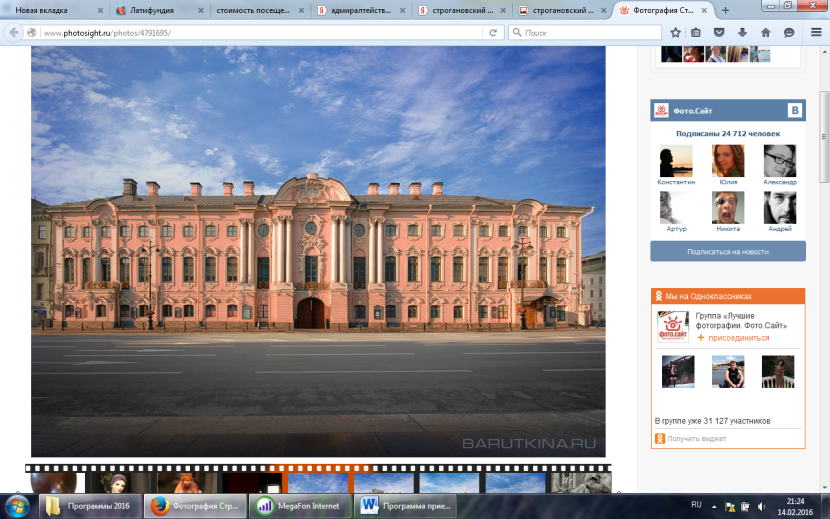 Новая вкладка
Латифундия
стоимость посеще...
адмиралтейств...
строгановский ...
строгановский ...
Фотография Стр...
www.photosight.ru/photos/4791695/
Поиск
Фото.Сайт
В
Подписаны 24 712 человек
Константин Юлия Александр
Артур Никита Андрей
Подписаться на новости
Мы на Одноклассниках
фото.сайт
Группа «Лучшие
фотографии. Фото.Сайт»
+ присоединиться
В группе уже 31 127 участников
Получить виджет
BARUTKINA.RU
Программы 2016
Фотография Стр...
MegaFon Internet
Программа прие...
RU
21:24
14.02.2016